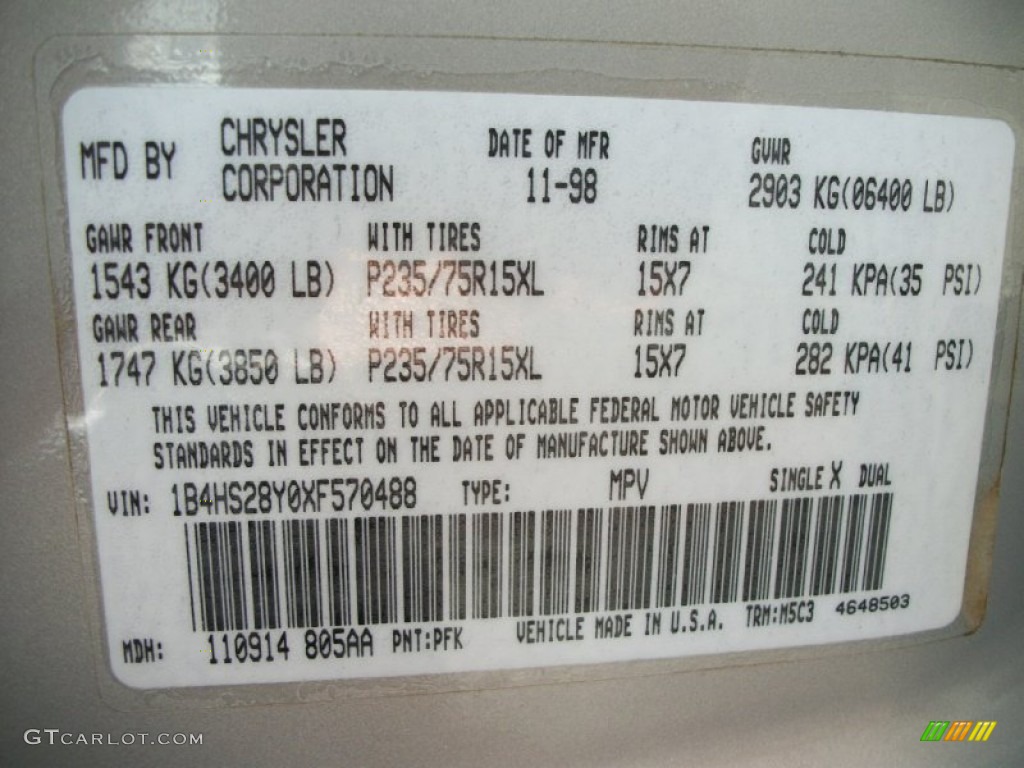 MFD BY CHRYSLER CORPORATION DATE OF MFR 11-98 GVWR 2903 KG(06400 LB)
GAWR FRONT WITH TIRES RIMS AT COLD
1543 KG(3400 LB) P235/75R15XL 15X7 241 KPA(35 PSI)
GAWR REAR WITH TIRES RIMS AT COLD
1747 KG(3850 LB) P235/75R15XL 15X7 282 KPA(41 PSI)
THIS VEHICLE CONFORMS TO ALL APPLICABLE FEDERAL MOTOR VEHICLE SAFETY
STANDARDS IN EFFECT ON THE DATE OF MANUFACTURE SHOWN ABOVE.
VIN: 1B4HS28Y0XF570488 TYPE: MPV SINGLE X DUAL
MDH: 110914 805AA PNT:PFK VEHICLE MADE IN U.S.A. TRM:M5C3 4648503
GTCARLOT.COM